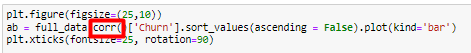 plt.figure(figsize=(25,10))
ab = full_data.corr()['Churn'].sort_values(ascending = False).plot(kind='bar')
plt.xticks(fontsize=25, rotation=90)